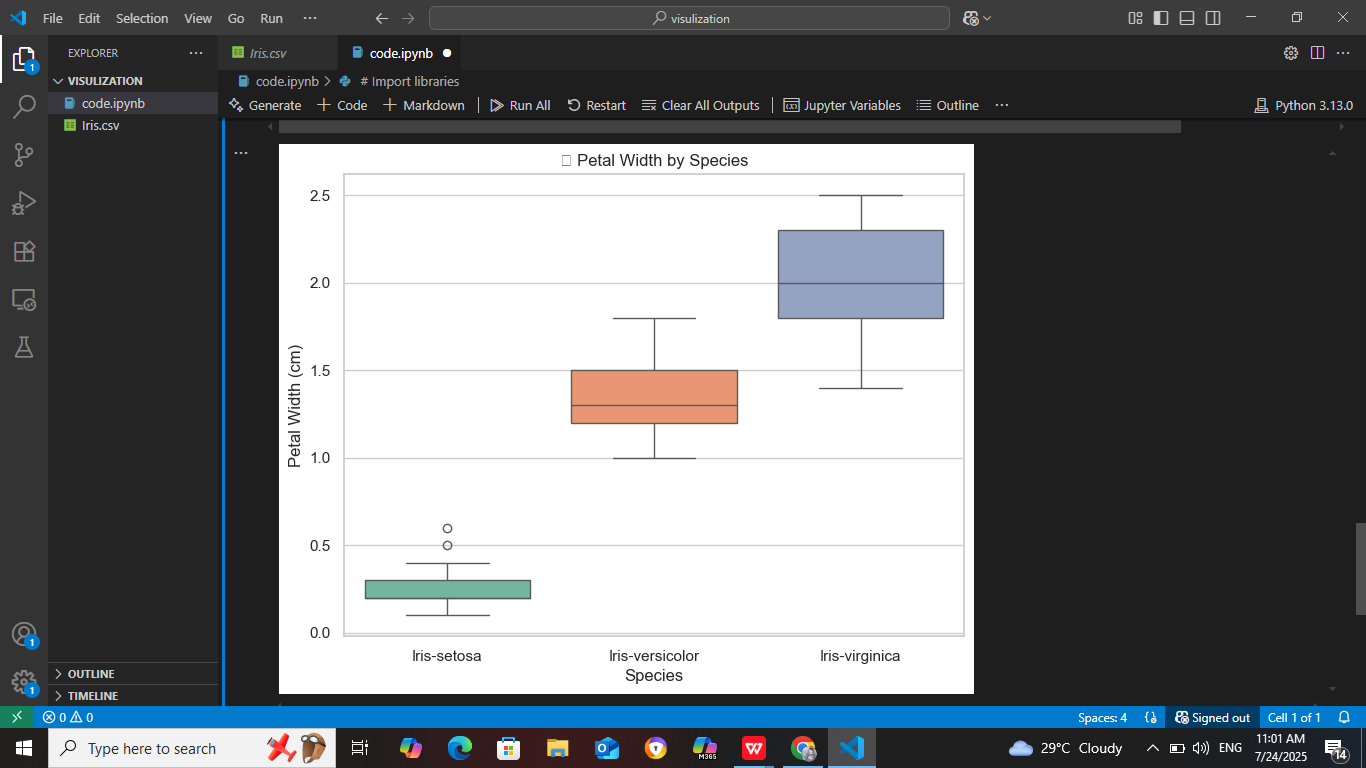 File Edit Selection View Go Run ···
visulization
EXPLORER
VISULIZATION
code.ipynb
Iris.csv
OUTLINE
TIMELINE
Iris.csv
code.ipynb
code.ipynb > # Import libraries
Generate + Code + Markdown Run All Restart Clear All Outputs Jupyter Variables Outline ··· Python 3.13.0
Petal Width by Species
Petal Width (cm)
2.5
2.0
1.5
1.0
0.5
0.0
Iris-setosa Iris-versicolor Iris-virginica
Species
1
1
1
0 0 Spaces: 4 Signed out Cell 1 of 1
Type here to search
M365
29°C Cloudy
ENG
11:01 AM
7/24/2025
14